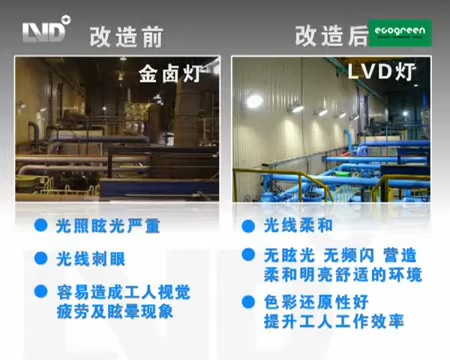 LVD+
改造前
改造后
ecogreen
金卤灯
LVD灯
光照眩光严重
光线刺眼
容易造成工人视觉
疲劳及眩晕现象
光线柔和
无眩光 无频闪 营造
柔和明亮舒适的环境
色彩还原性好
提升工人工作效率